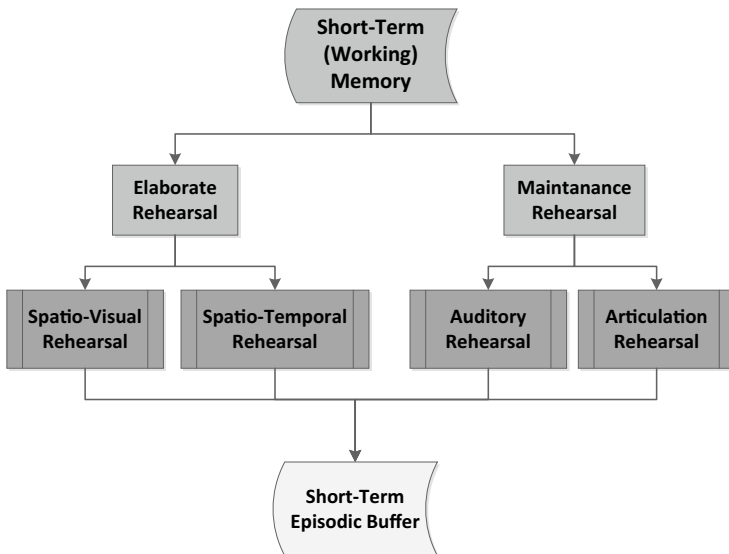 Short-Term
(Working)
Memory
Elaborate
Rehearsal
Maintanance
Rehearsal
Spatio-Visual
Rehearsal
Spatio-Temporal
Rehearsal
Auditory
Rehearsal
Articulation
Rehearsal
Short-Term
Episodic Buffer